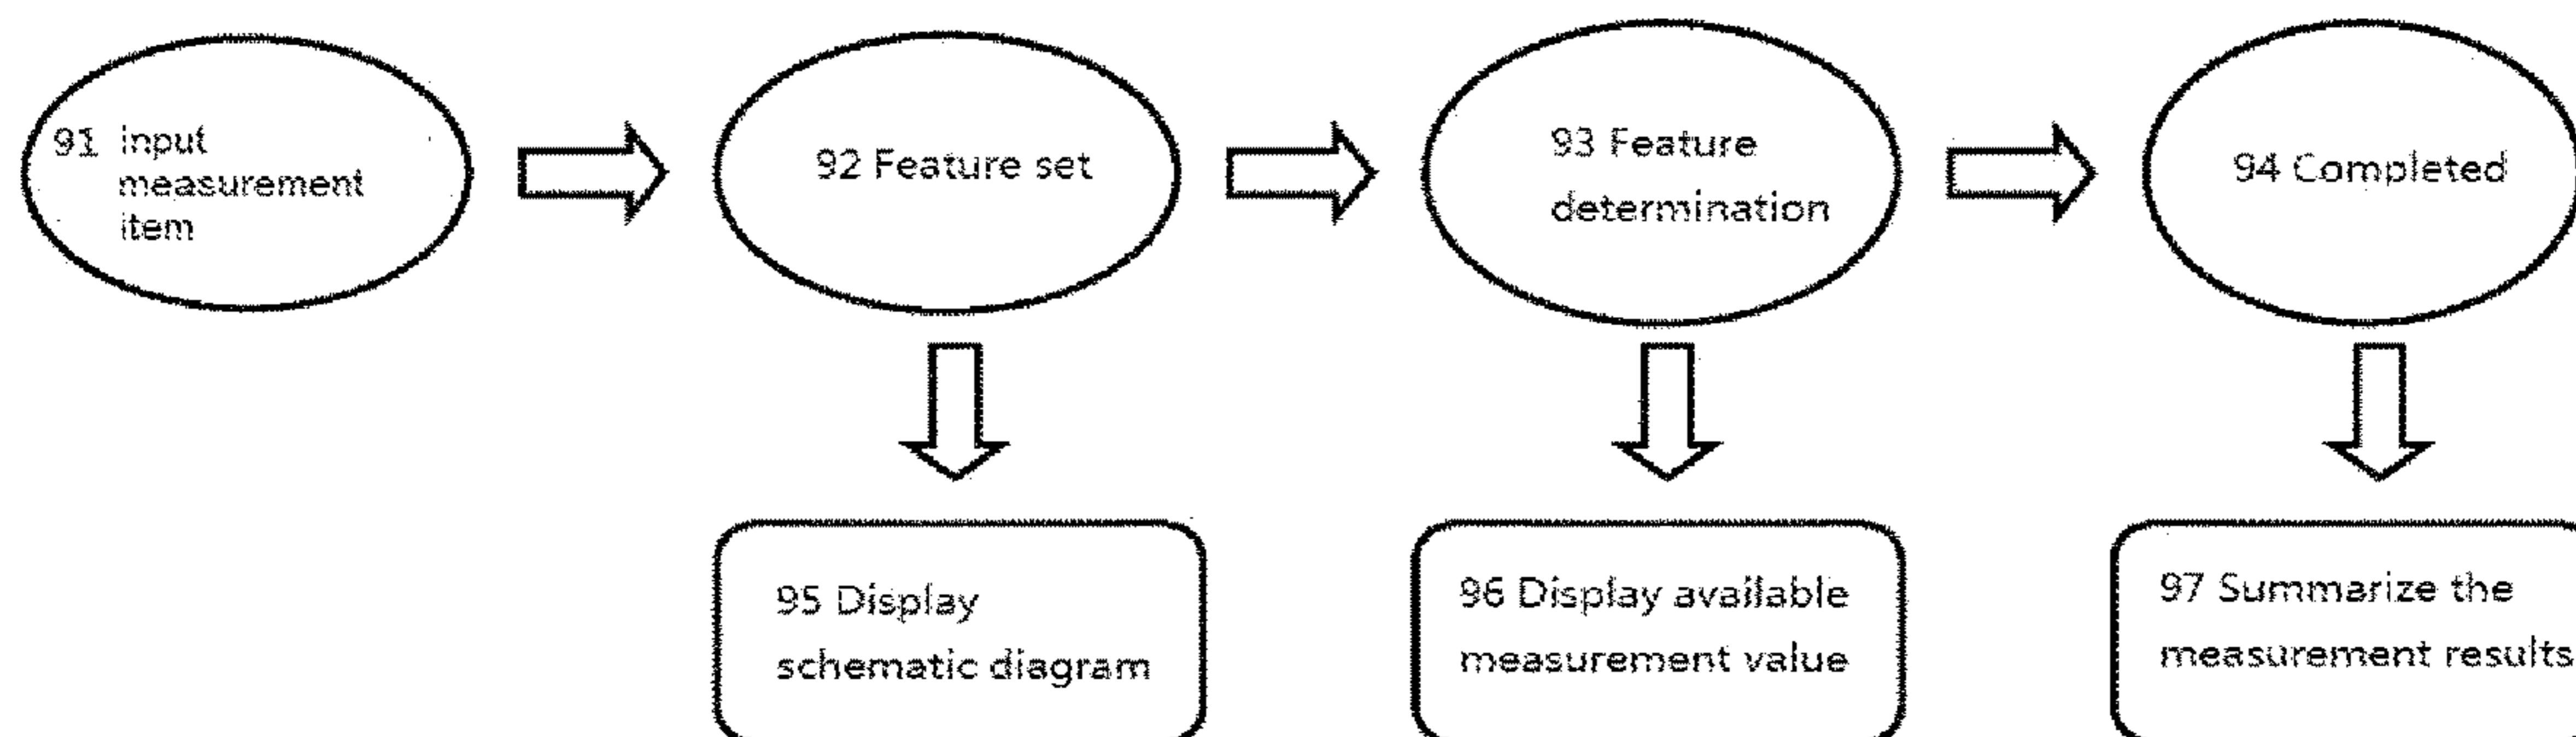 91 Input
measurement
item
92 Feature set
93 Feature
determination
94 Completed
95 Display
schematic diagram
96 Display available
measurement value
97 Summarize the
measurement results